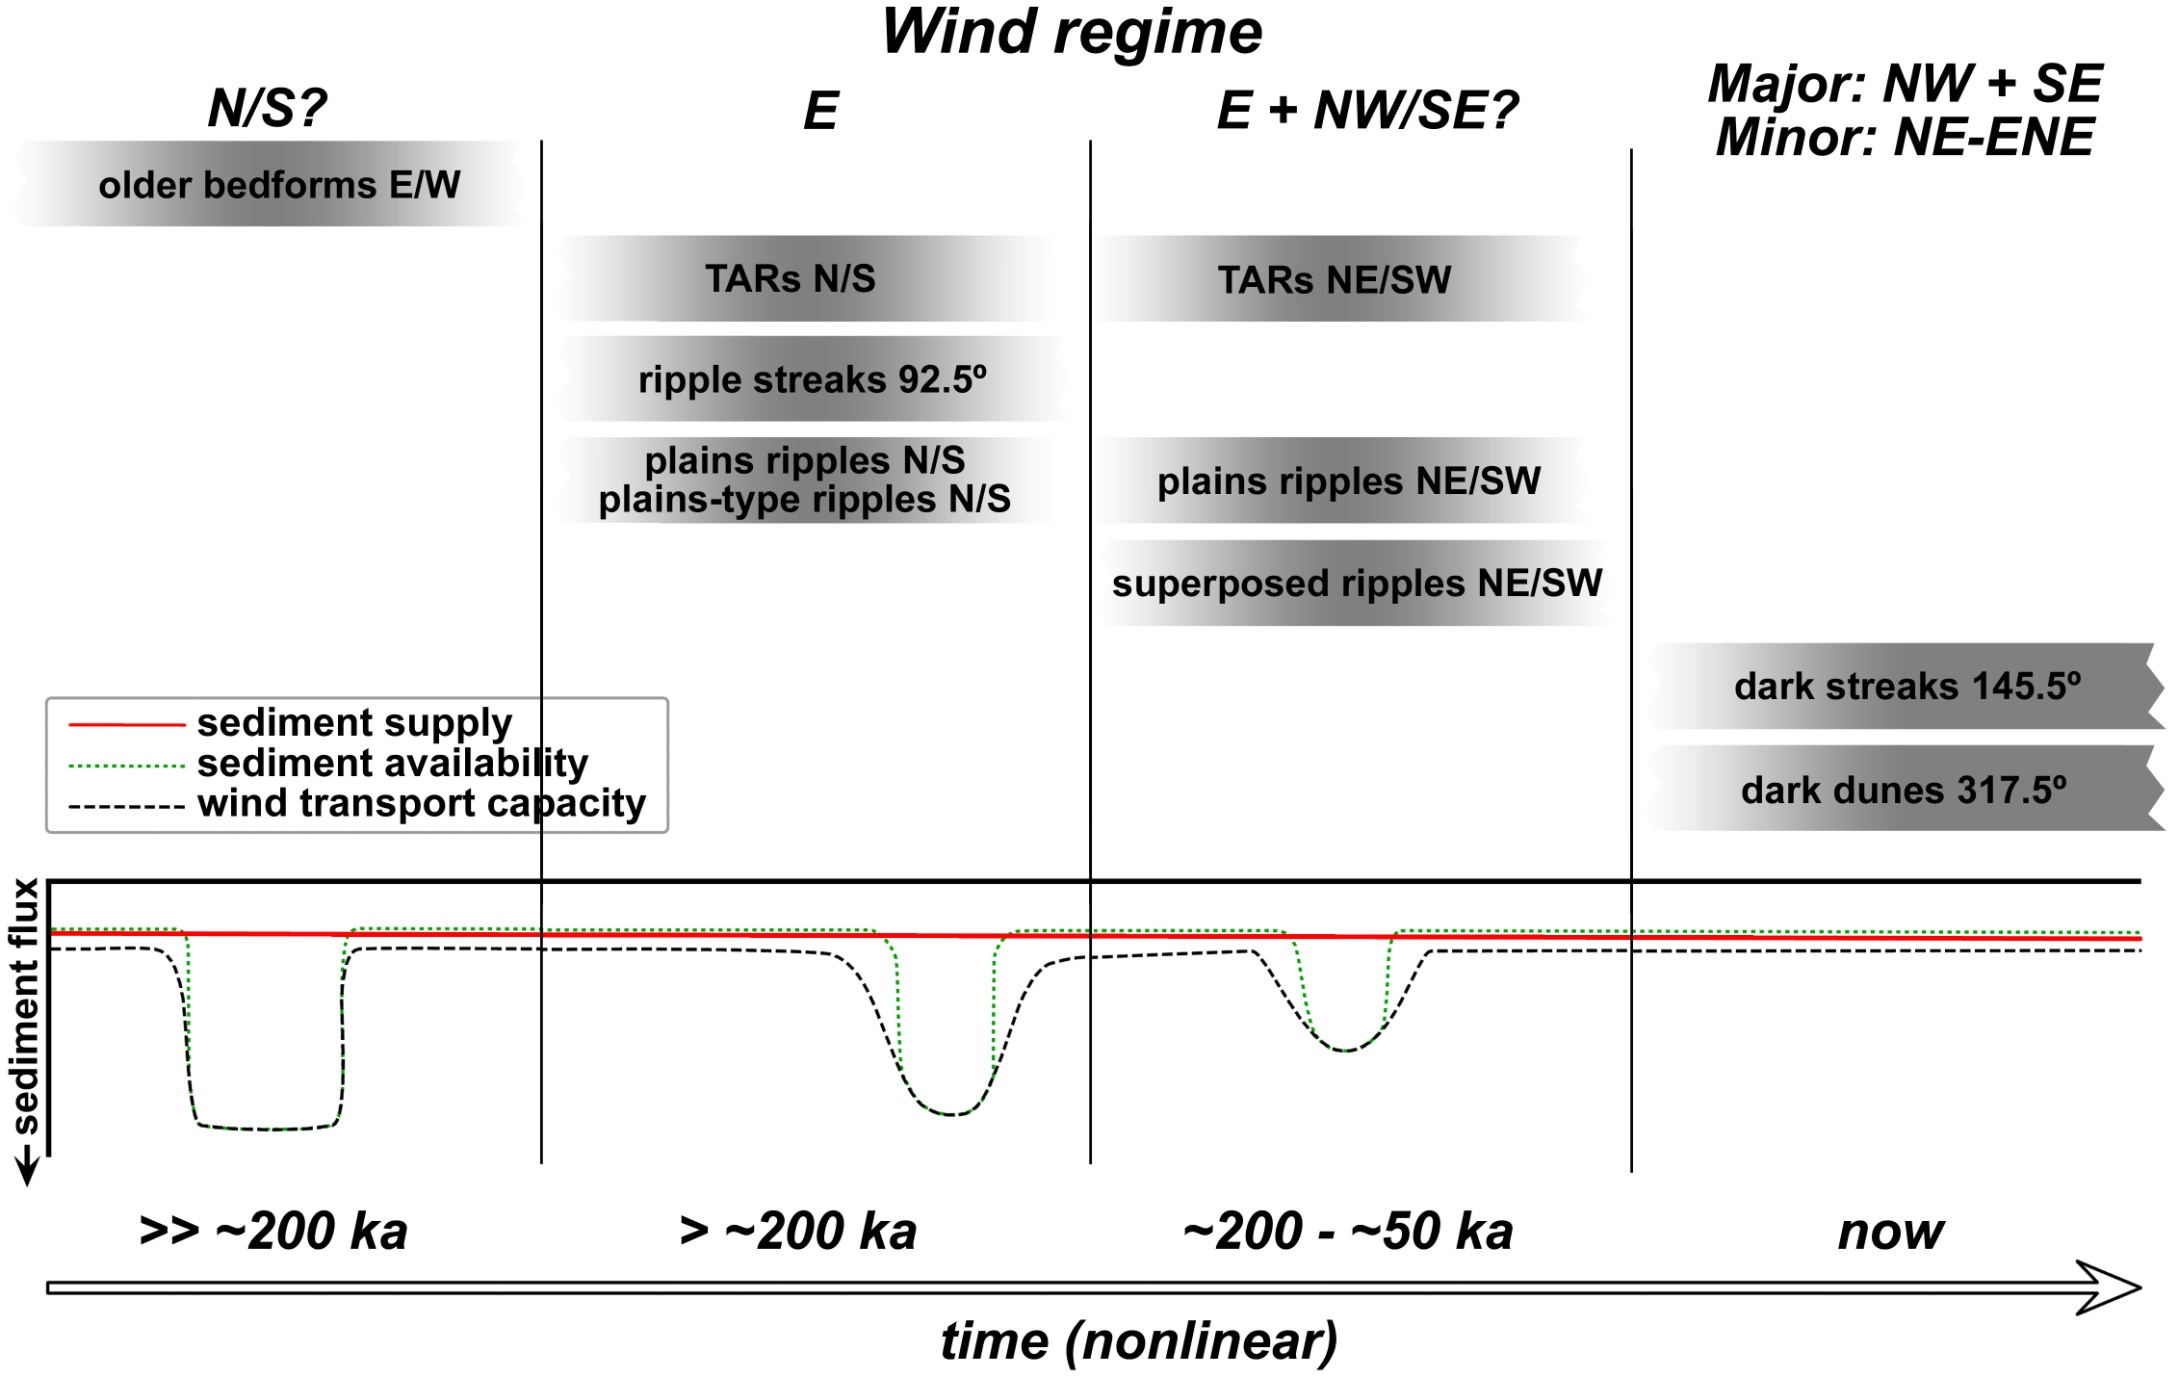 Wind regime
N/S?
E
E + NW/SE?
Major: NW + SE
Minor: NE-ENE
older bedforms E/W
TARs N/S
TARs NE/SW
ripple streaks 92.5º
plains ripples N/S
plains-type ripples N/S
plains ripples NE/SW
superposed ripples NE/SW
dark streaks 145.5º
dark dunes 317.5º
sediment supply
sediment availability
wind transport capacity
← sediment flux
>> ~200 ka
> ~200 ka
~200 - ~50 ka
now
time (nonlinear)